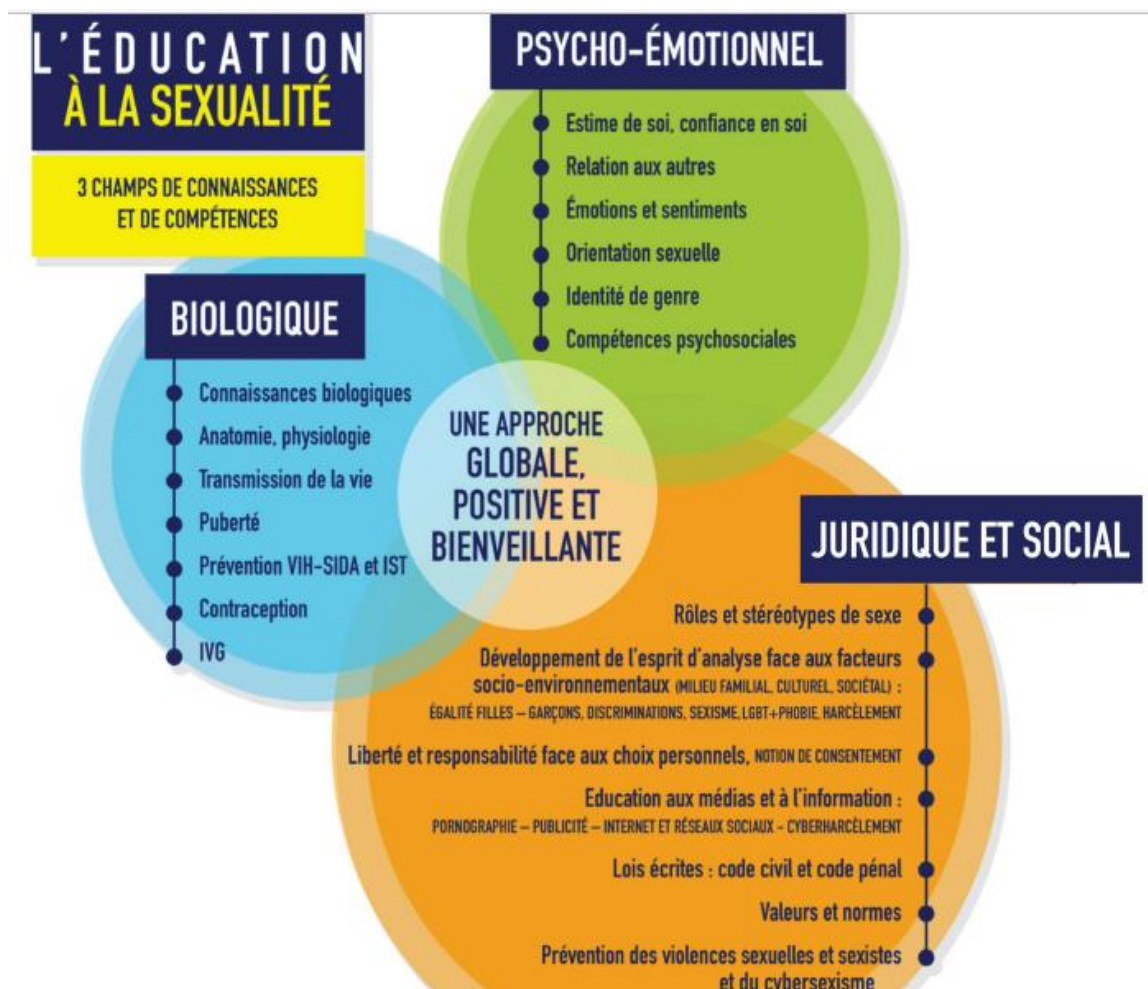 L'ÉDUCATION
À LA SEXUALITÉ
3 CHAMPS DE CONNAISSANCES
ET DE COMPÉTENCES
PSYCHO-ÉMOTIONNEL
Estime de soi, confiance en soi
Relation aux autres
Émotions et sentiments
Orientation sexuelle
Identité de genre
Compétences psychosociales
BIOLOGIQUE
Connaissances biologiques
Anatomie, physiologie
Transmission de la vie
Puberté
Prévention VIH-SIDA et IST
Contraception
IVG
UNE APPROCHE
GLOBALE,
POSITIVE ET
BIENVEILLANTE
JURIDIQUE ET SOCIAL
Rôles et stéréotypes de sexe
Développement de l'esprit d'analyse face aux facteurs
socio-environnementaux (MILIEU FAMILIAL, CULTUREL, SOCIÉTAL) :
ÉGALITÉ FILLES – GARÇONS, DISCRIMINATIONS, SEXISME, LGBT+PHOBIE, HARCÈLEMENT
Liberté et responsabilité face aux choix personnels, NOTION DE CONSENTEMENT
Education aux médias et à l'information :
PORNOGRAPHIE – PUBLICITÉ – INTERNET ET RÉSEAUX SOCIAUX - CYBERHARCÈLEMENT
Lois écrites : code civil et code pénal
Valeurs et normes
Prévention des violences sexuelles et sexistes
et du cybersexisme